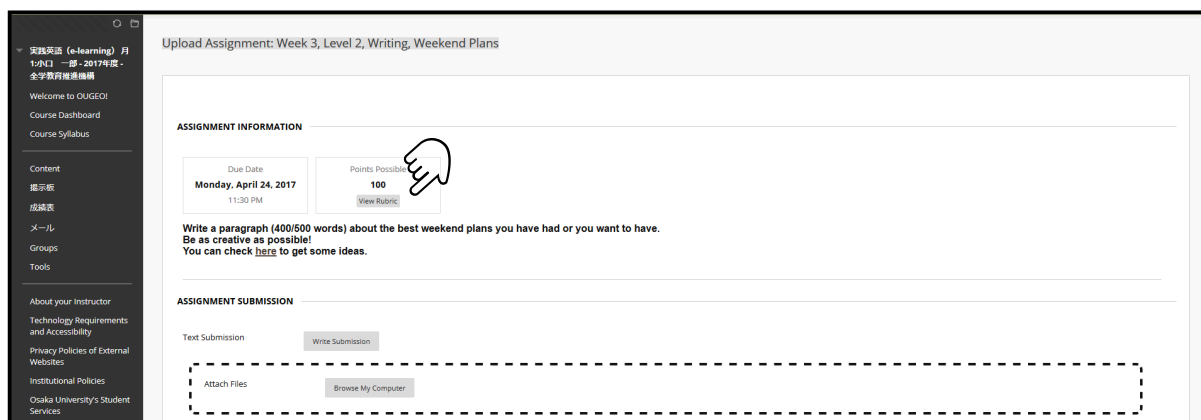 実践英語（e-learning）月
1:小口　一郎 - 2017年度 -
全学教育推進機構
Welcome to OUGEO!
Course Dashboard
Course Syllabus
Content
掲示板
成績表
メール
Groups
Tools
About your Instructor
Technology Requirements
and Accessibility
Privacy Policies of External
Websites
Institutional Policies
Osaka University's Student
Services
Upload Assignment: Week 3, Level 2, Writing, Weekend Plans
ASSIGNMENT INFORMATION
Due Date
Monday, April 24, 2017
11:30 PM
Points Possible
100
View Rubric
Write a paragraph (400/500 words) about the best weekend plans you have had or you want to have.
Be as creative as possible!
You can check here to get some ideas.
ASSIGNMENT SUBMISSION
Text Submission
Write Submission
Attach Files
Browse My Computer